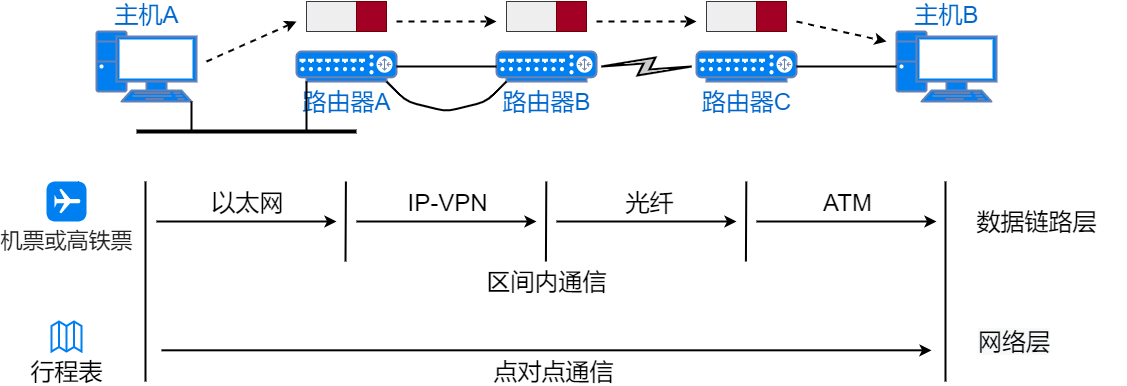 主机A
主机B
路由器A
路由器B
路由器C
以太网
IP-VPN
光纤
ATM
机票或高铁票
数据链路层
区间内通信
网络层
行程表
点对点通信